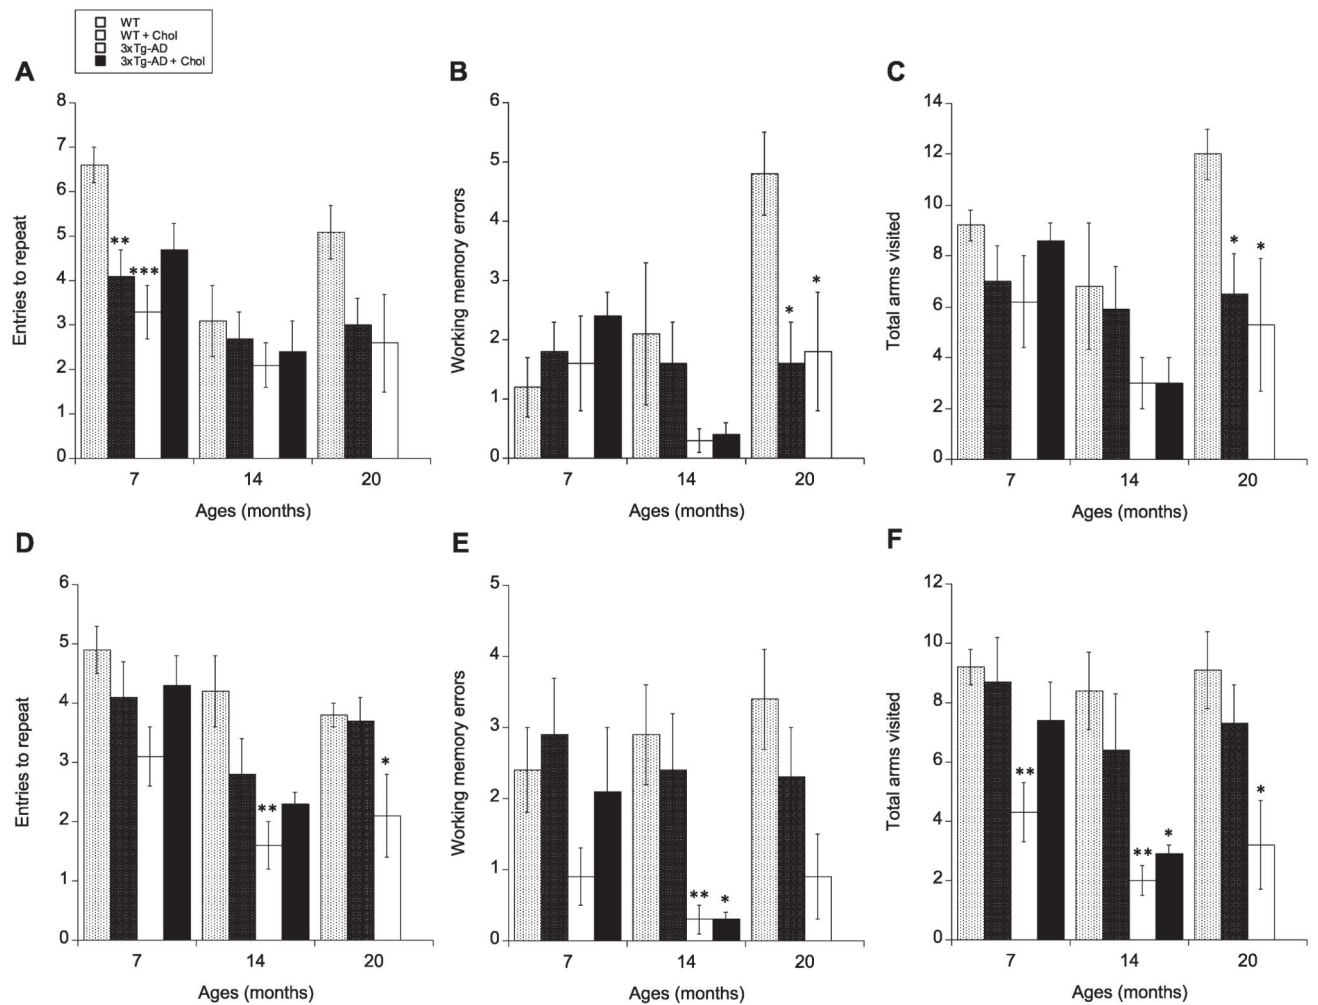 WT
WT + Chol
3xTg-AD
3xTg-AD + Chol
A
Entries to repeat
8
7
6
5
4
3
2
1
0
**
***
7 14 20
Ages (months)
B
Working memory errors
6
5
4
3
2
1
0
*
*
7 14 20
Ages (months)
C
Total arms visited
14
12
10
8
6
4
2
0
*
*
7 14 20
Ages (months)
D
Entries to repeat
6
5
4
3
2
1
0
**
*
7 14 20
Ages (months)
E
Working memory errors
5
4
3
2
1
0
**
*
7 14 20
Ages (months)
F
Total arms visited
12
10
8
6
4
2
0
**
**
*
*
7 14 20
Ages (months)